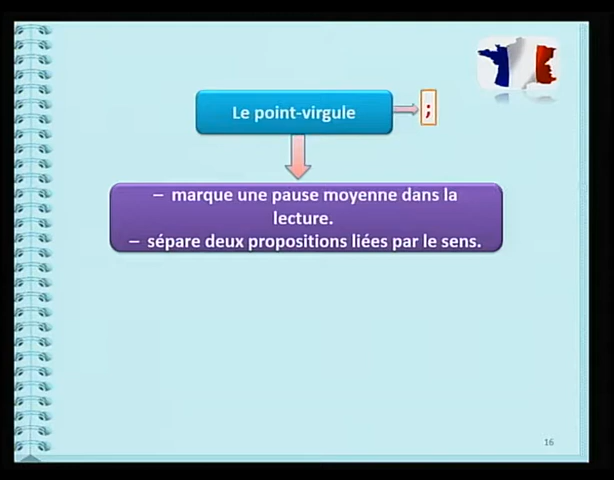 Le point-virgule
;
– marque une pause moyenne dans la
lecture.
– sépare deux propositions liées par le sens.
16